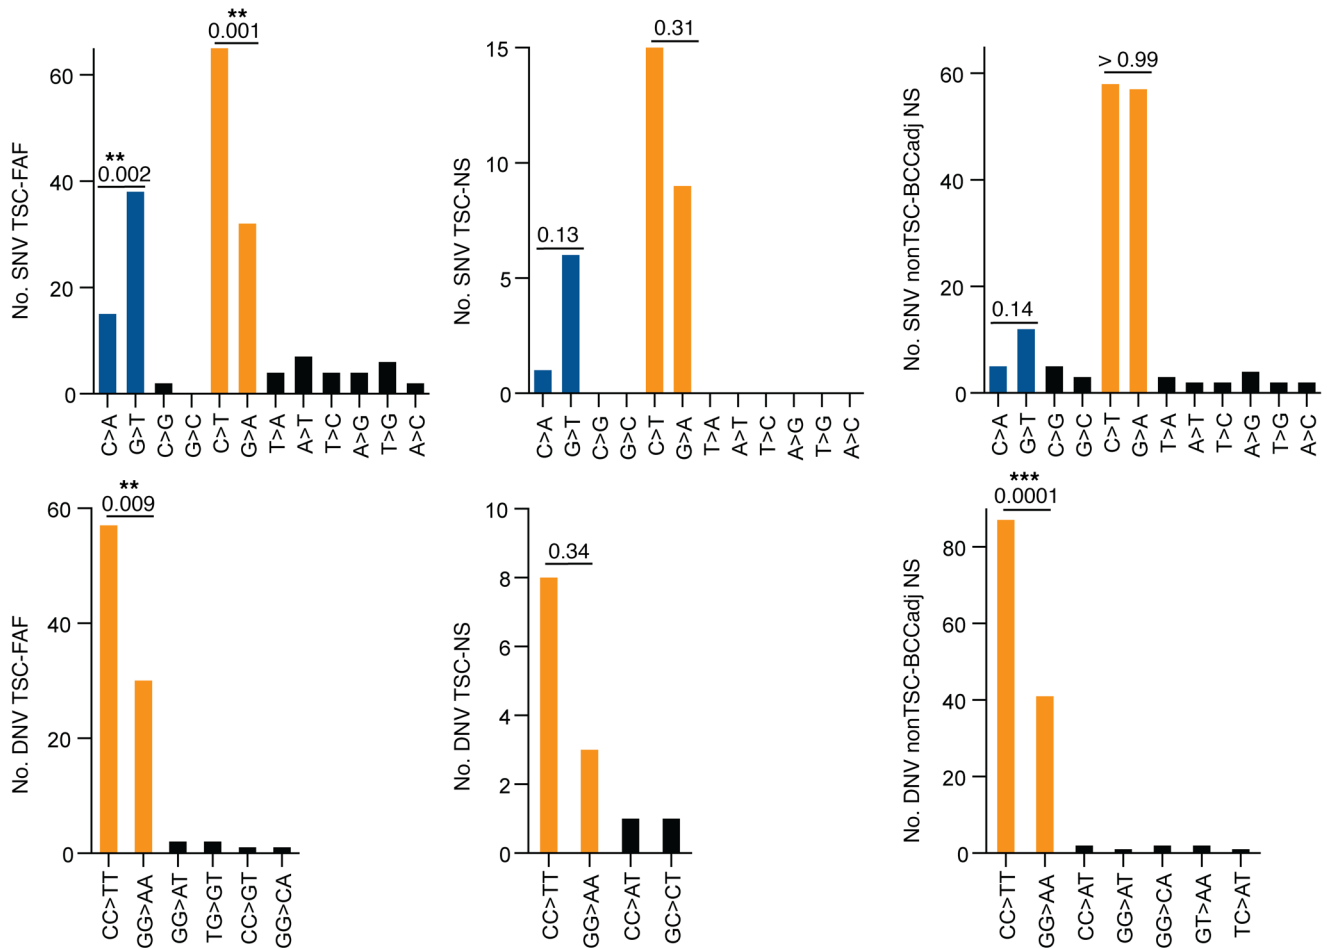 No. SNV TSC-FAF
60
40
20
0
**
0.002
**
0.001
C>A
G>T
C>G
G>C
C>T
G>A
T>A
A>T
T>C
A>G
T>G
A>C
No. SNV TSC-NS
15
10
5
0
0.13
0.31
C>A
G>T
C>G
G>C
C>T
G>A
T>A
A>T
T>C
A>G
T>G
A>C
No. SNV nonTSC-BCCadj NS
60
40
20
0
0.14
> 0.99
C>A
G>T
C>G
G>C
C>T
G>A
T>A
A>T
T>C
A>G
T>G
A>C
No. DNV TSC-FAF
60
40
20
0
**
0.009
CC>TT
GG>AA
GG>AT
TG>GT
CC>GT
GG>CA
No. DNV TSC-NS
10
8
6
4
2
0
0.34
CC>TT
GG>AA
CC>AT
GC>CT
No. DNV nonTSC-BCCadj NS
80
60
40
20
0
***
0.0001
CC>TT
GG>AA
CC>AT
GG>AT
GG>CA
GT>AA
TC>AT